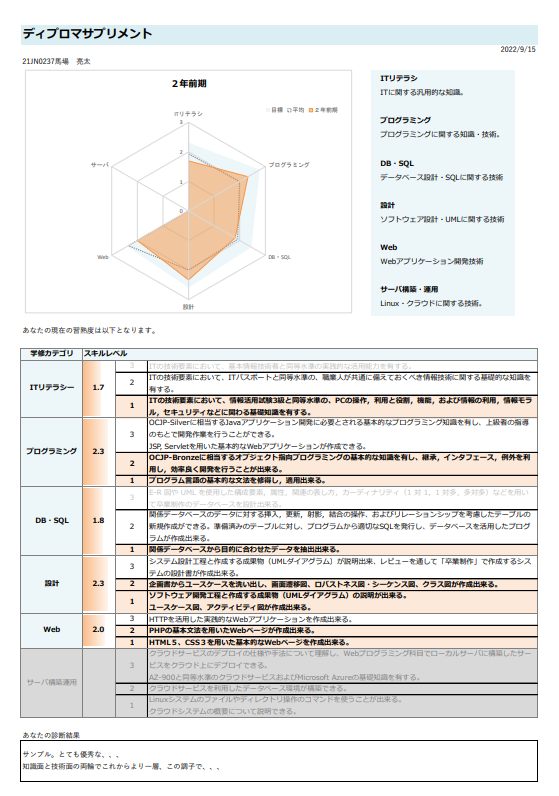 ディプロマサプリメント
2022/9/15
21JN0237馬場　亮太
２年前期
目標 平均 ２年前期
ITリテラシ
プログラミング
DB・SQL
設計
Web
サーバ
3
2
1
0
ITリテラシ
ITに関する汎用的な知識。
プログラミング
プログラミングに関する知識・技術。
DB・SQL
データベース設計・SQLに関する技術
設計
ソフトウェア設計・UMLに関する技術
Web
Webアプリケーション開発技術
サーバ構築・運用
Linux・クラウドに関する技術。
あなたの現在の習熟度は以下となります。
学修カテゴリ スキルレベル
ITリテラシー 1.7
3 ITの技術要素において、基本情報技術者と同等水準の実践的な活用能力を有する。
2 ITの技術要素において、ITパスポートと同等水準の、職業人が共通に備えておくべき情報技術に関する基礎的な知識を
有する。
1 ITの技術要素において、情報活用試験3級と同等水準の、PCの操作，利用と役割，機能，および情報の利用，情報モラ
ル，セキュリティなどに関わる基礎知識を有する。
プログラミング 2.3
3 OCJP-Silverに相当するJavaアプリケーション開発に必要とされる基本的なプログラミング知識を有し、上級者の指導
のもとで開発作業を行うことができる。
JSP, Servletを用いた基本的なWebアプリケーションが作成できる。
2 OCJP-Bronzeに相当するオブジェクト指向プログラミングの基本的な知識を有し、継承，インタフェース，例外を利
用し，効率良く開発を行うことが出来る。
1 プログラム言語の基本的な文法を修得し，適用出来る。
DB・SQL 1.8
3 E-R 図や UML を使用した構成要素，属性，関連の表し方，カーディナリティ（1 対 1，1 対多，多対多）などを用い
て卒業制作のデータベースを設計出来る。
2 関係データベースのデータに対する挿入，更新，射影，結合の操作、およびリレーションシップを考慮したテーブルの
新規作成ができる。準備済みのテーブルに対し、プログラムから適切なSQLを発行し、データベースを活用したプログ
ラムが作成出来る。
1 関係データベースから目的に合わせたデータを抽出出来る。
設計 2.3
3 システム設計工程と作成する成果物（UMLダイアグラム）が説明出来、レビューを通して「卒業制作」で作成するシス
テムの設計書が作成出来る。
2 企画書からユースケースを洗い出し、画面遷移図、ロバストネス図・シーケンス図、クラス図が作成出来る。
1 ソフトウェア開発工程と作成する成果物（UMLダイアグラム）の説明が出来る。
ユースケース図、アクティビティ図が作成出来る。
Web 2.0
3 HTTPを活用した実践的なWebアプリケーションを作成出来る。
2 PHPの基本文法を用いたWebページが作成出来る。
1 HTML５、CSS３を用いた基本的なWebページを作成出来る。
サーバ構築運用
3 クラウドサービスのデプロイの仕様や手法について理解し、Webプログラミング科目でローカルサーバに構築したサー
ビスをクラウド上にデプロイできる。
AZ-900と同等水準のクラウドサービスおよびMicrosoft Azureの基礎知識を有する。
2 クラウドサービスを利用したデータベース環境が構築できる。
1 Linuxシステムのファイルやディレクトリ操作のコマンドを使うことが出来る。
クラウドシステムの概要について説明できる。
あなたの診断結果
サンプル。とても優秀な、、、
知識面と技術面の両輪でこれからより一層、この調子で、、、